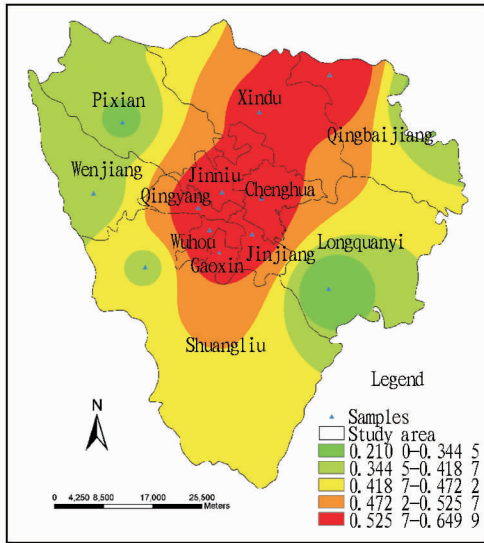 Pixian
Xindu
Qingbaijiang
Wenjiang
Jinniu
Qingyang
Chenghua
Wuhou
Jinjiang
Longquanyi
Gaoxin
Shuangliu
N
Legend
Samples
Study area
0.210 0-0.344 5
0.344 5-0.418 7
0.418 7-0.472 2
0.472 2-0.525 7
0.525 7-0.649 9
0 4,250 8,500 17,000 25,500
Meters